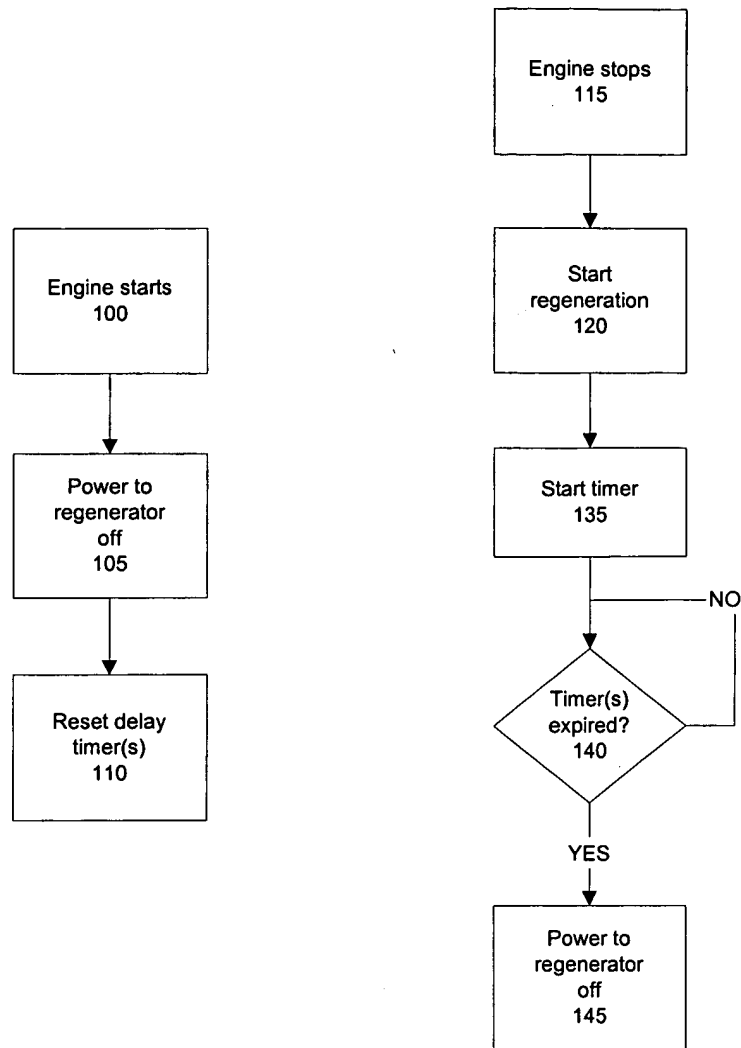 Engine starts
100
Power to
regenerator
off
105
Reset delay
timer(s)
110
Engine stops
115
Start
regeneration
120
Start timer
135
NO
Timer(s)
expired?
140
YES
Power to
regenerator
off
145